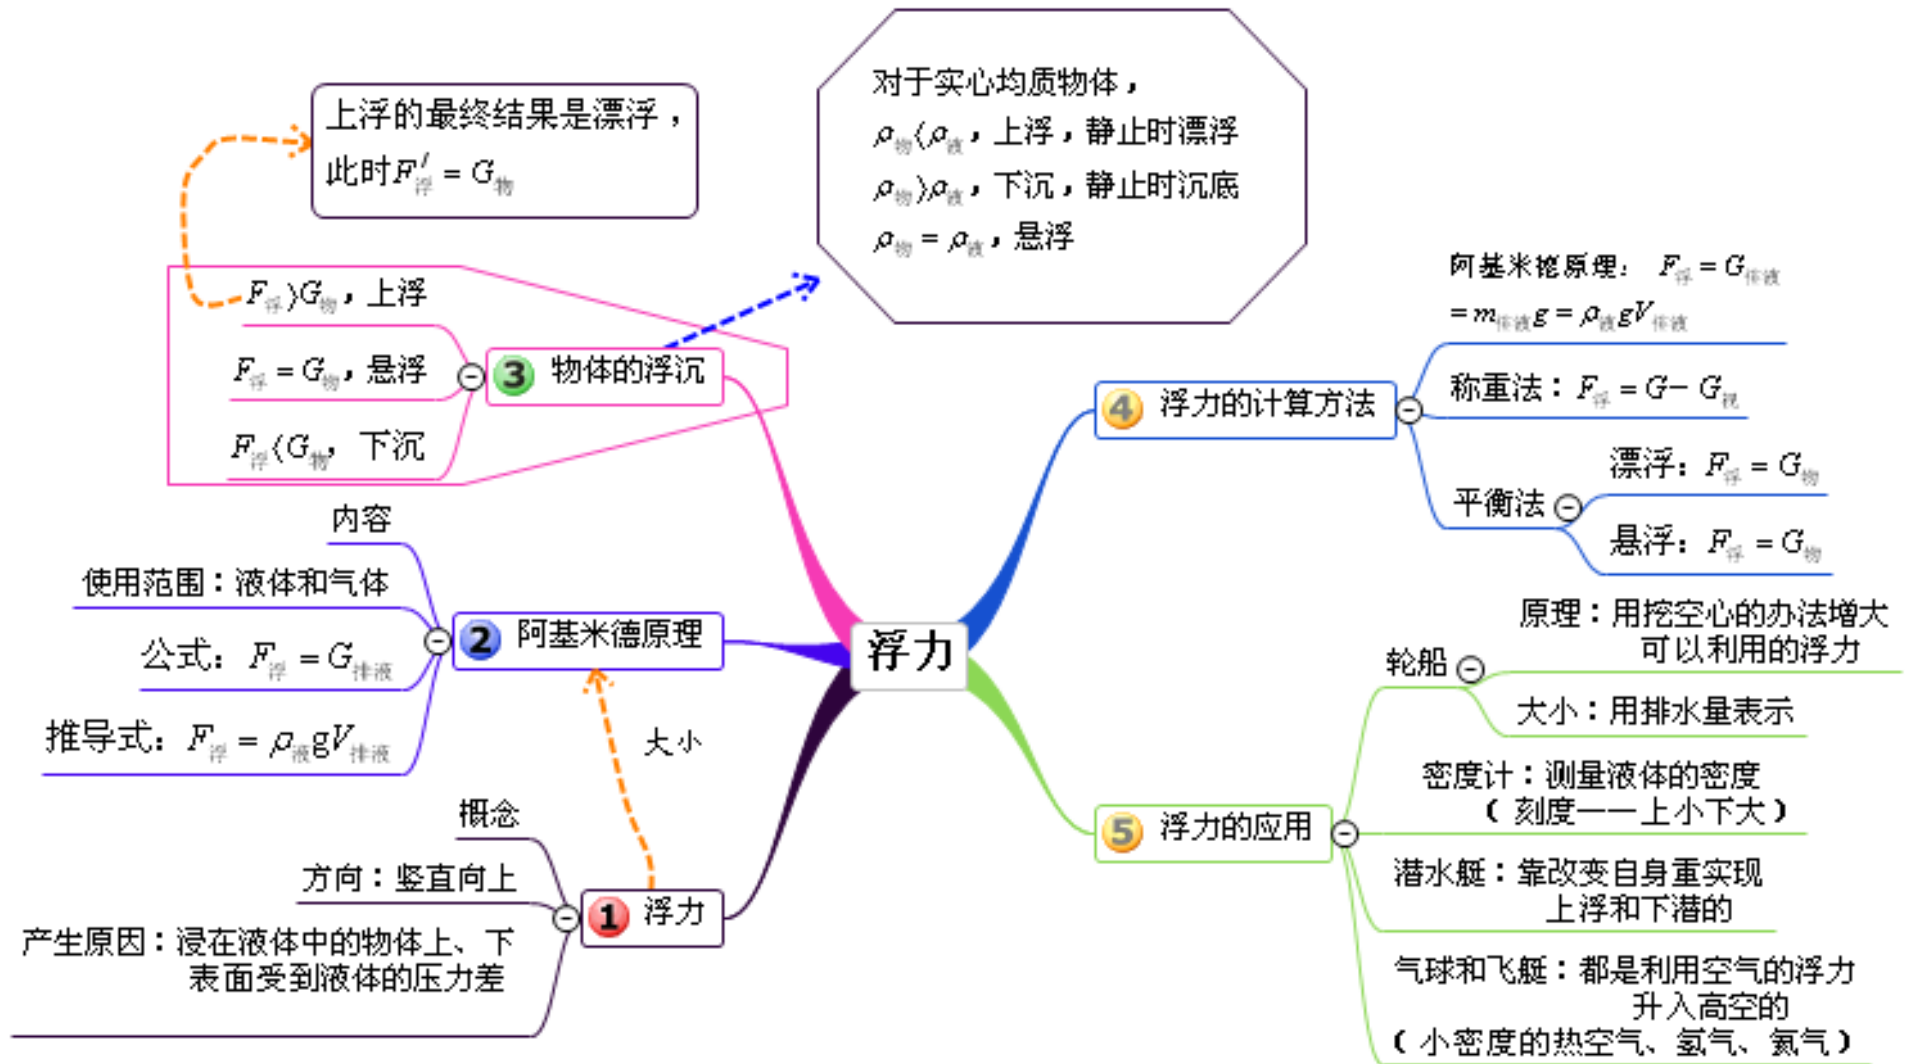 上浮的最终结果是漂浮，
此时F′浮 = G物
对于实心均质物体，
ρ物⟨ρ液，上浮，静止时漂浮
ρ物⟩ρ液，下沉，静止时沉底
ρ物 = ρ液，悬浮
F浮⟩G物，上浮
F浮 = G物，悬浮
F浮⟨G物，下沉
3 物体的浮沉
内容
使用范围：液体和气体
公式：F浮 = G排液
推导式：F浮 = ρ液gV排液
2 阿基米德原理
大小
概念
方向：竖直向上
产生原因：浸在液体中的物体上、下
表面受到液体的压力差
1 浮力
浮力
4 浮力的计算方法
阿基米德原理：F浮 = G排液
= m排液g = ρ液gV排液
称重法：F浮 = G − G视
平衡法
漂浮：F浮 = G物
悬浮：F浮 = G物
5 浮力的应用
轮船
原理：用挖空心的办法增大
可以利用的浮力
大小：用排水量表示
密度计：测量液体的密度
（刻度——上小下大）
潜水艇：靠改变自身重实现
上浮和下潜的
气球和飞艇：都是利用空气的浮力
升入高空的
（小密度的热空气、氢气、氦气）